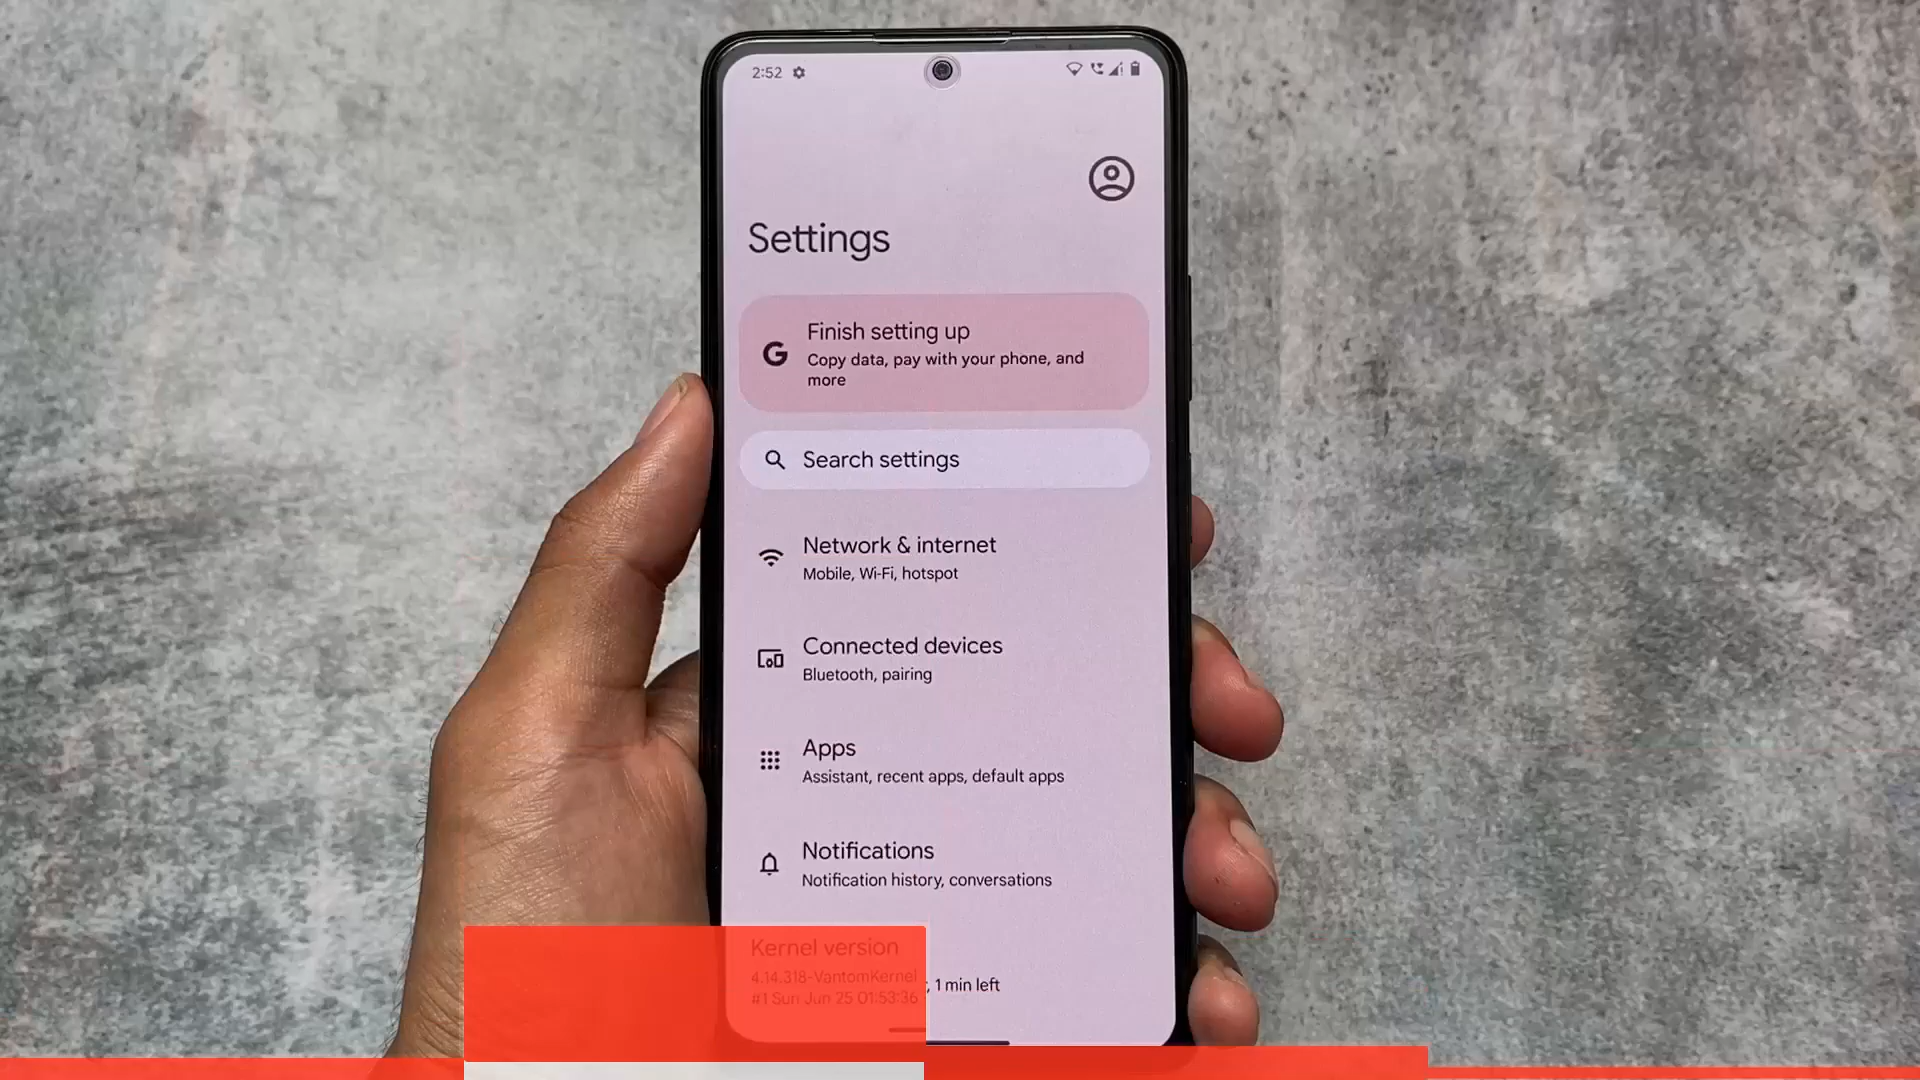 2:52
Settings
Finish setting up
Copy data, pay with your phone, and
more
Search settings
Network & internet
Mobile, Wi-Fi, hotspot
Connected devices
Bluetooth, pairing
Apps
Assistant, recent apps, default apps
Notifications
Notification history, conversations
Kernel version
4.14.318-VantomKernel
#1 Sun Jun 25 01:53:36
1 min left